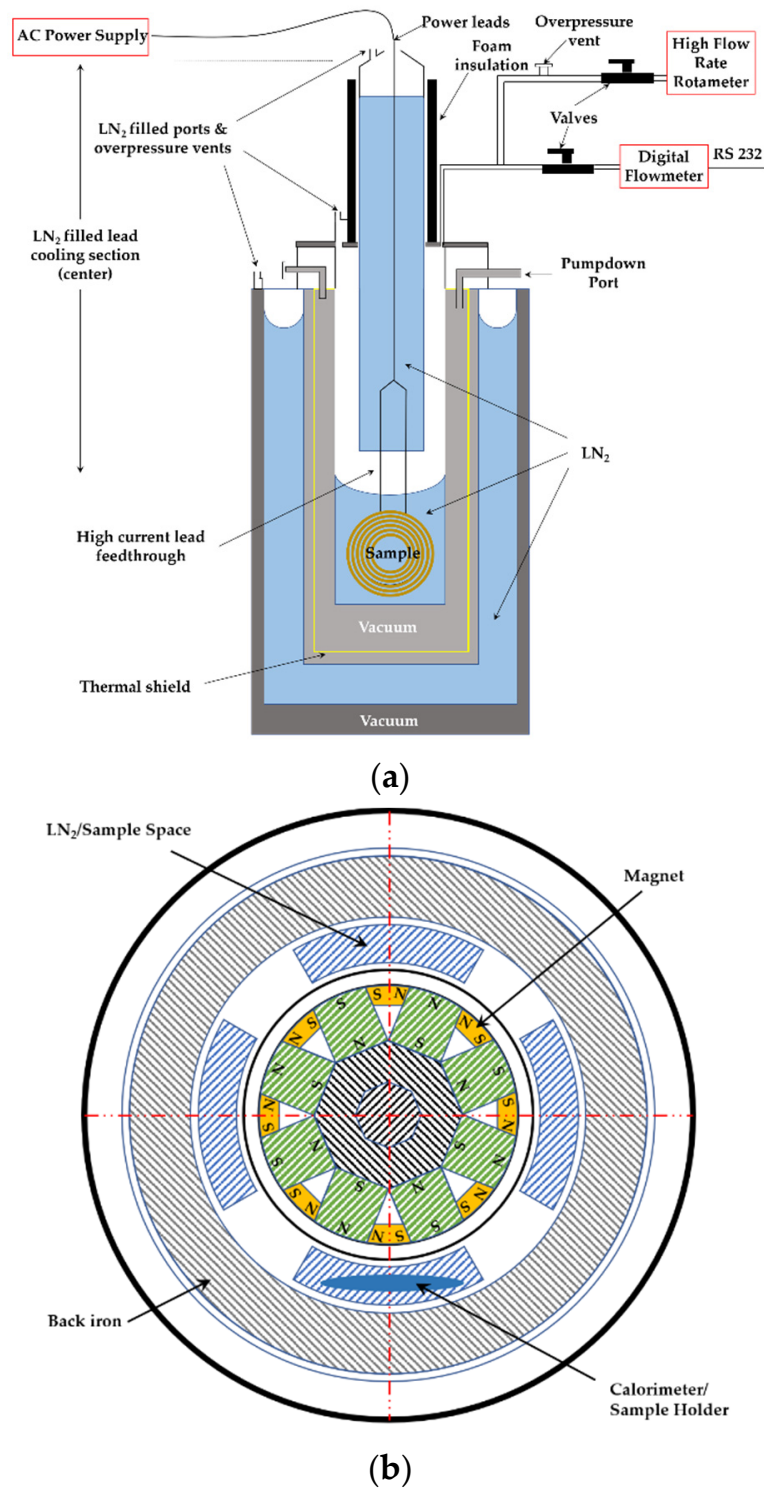 AC Power Supply
Power leads
Foam
insulation
Overpressure
vent
High Flow
Rate
Rotameter
Valves
Digital
Flowmeter
RS 232
LN2 filled ports &
overpressure vents
LN2 filled lead
cooling section
(center)
Pumpdown
Port
LN2
High current lead
feedthrough
Sample
Vacuum
Thermal shield
Vacuum
(a)
LN2/Sample Space
Magnet
S N
S N
N S
N S
N S
N S
S N
S N
N S
S N
N S
N S
S N
S N
S N
N S
Back iron
Calorimeter/
Sample Holder
(b)